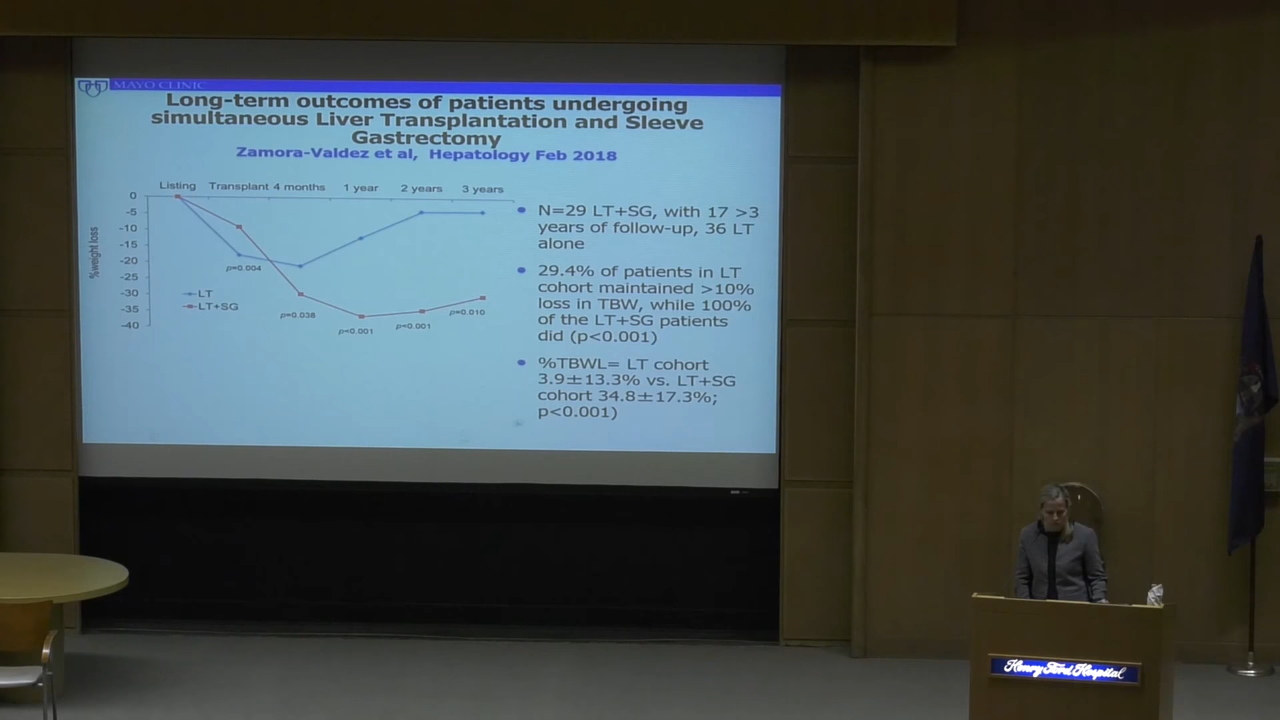 MAYO CLINIC
Long-term outcomes of patients undergoing
simultaneous Liver Transplantation and Sleeve
Gastrectomy
Zamora-Valdez et al, Hepatology Feb 2018
Listing Transplant 4 months 1 year 2 years 3 years
0
-5
-10
-15
-20
-25
-30
-35
-40
%weight loss
p=0.004
p=0.038
p<0.001
p<0.001
p=0.010
LT
LT+SG
• N=29 LT+SG, with 17 >3
years of follow-up, 36 LT
alone
• 29.4% of patients in LT
cohort maintained >10%
loss in TBW, while 100%
of the LT+SG patients
did (p<0.001)
• %TBWL= LT cohort
3.9±13.3% vs. LT+SG
cohort 34.8±17.3%;
p<0.001)
Henry Ford Hospital